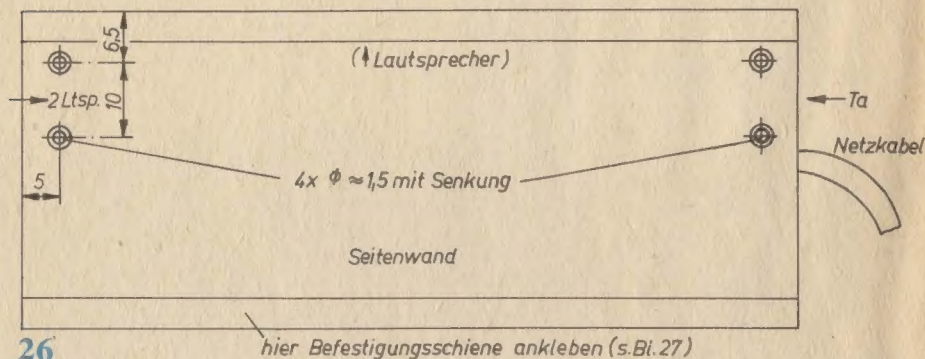 6,5
(⬆Lautsprecher)
2 Ltsp.
10
Ta
Netzkabel
5
4x ϕ ≈ 1,5 mit Senkung
Seitenwand
26
hier Befestigungsschiene ankleben (s.Bi.27)